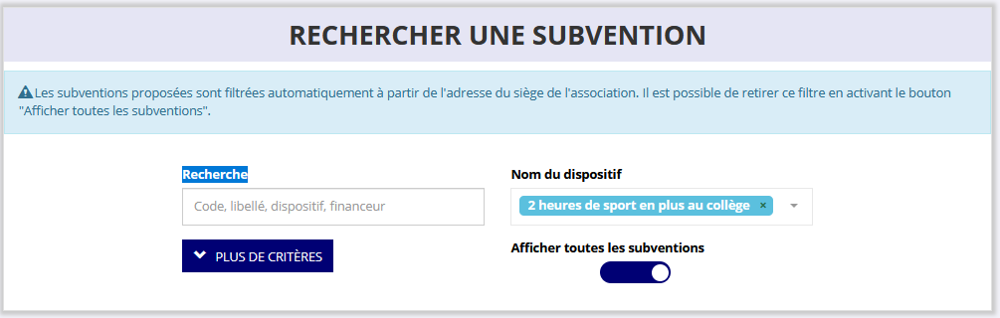 RECHERCHER UNE SUBVENTION
Les subventions proposées sont filtrées automatiquement à partir de l'adresse du siège de l'association. Il est possible de retirer ce filtre en activant le bouton
"Afficher toutes les subventions".
Recherche
Code, libellé, dispositif, financeur
PLUS DE CRITÈRES
Nom du dispositif
2 heures de sport en plus au collège ×
Afficher toutes les subventions